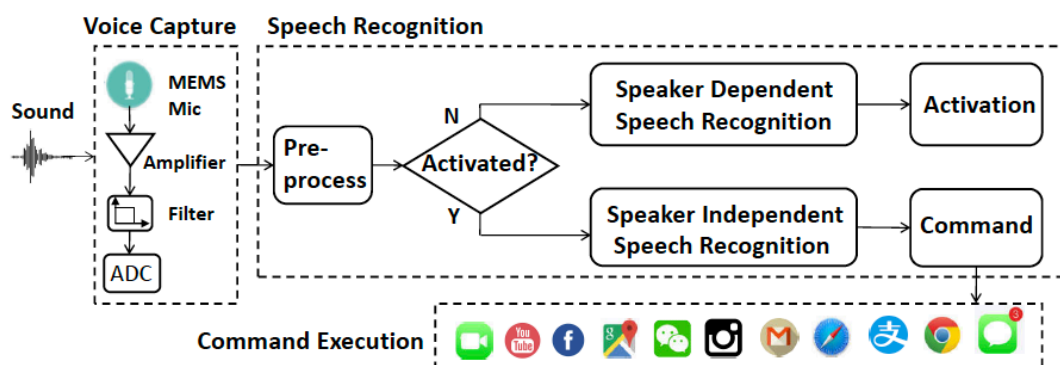 Voice Capture
Speech Recognition
Sound
MEMS
Mic
Amplifier
Filter
ADC
Pre-
process
Activated?
N
Y
Speaker Dependent
Speech Recognition
Activation
Speaker Independent
Speech Recognition
Command
Command Execution
You
Tube
f
g
M
支
3